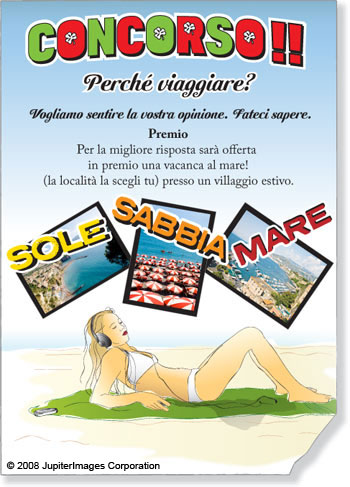 CONCORSO!!
Perché viaggiare?
Vogliamo sentire la vostra opinione. Fateci sapere.
Premio
Per la migliore risposta sarà offerta
in premio una vacanca al mare!
(la località la scegli tu) presso un villaggio estivo.
SOLE
SABBIA
MARE
© 2008 JupiterImages Corporation